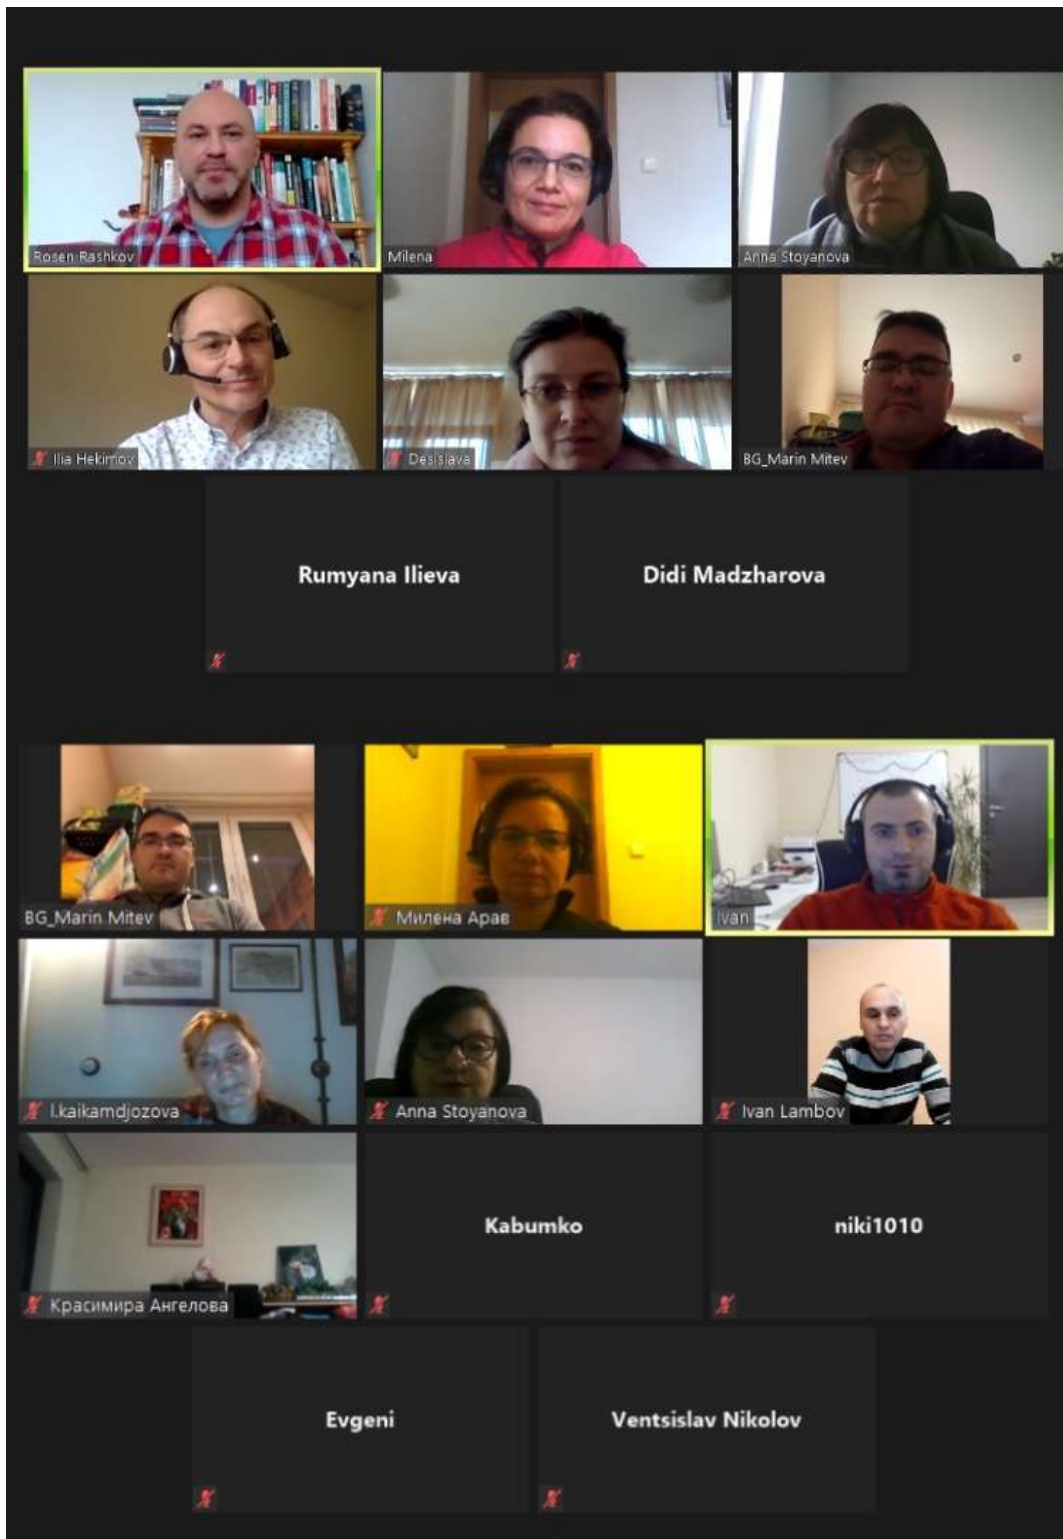 Rosen Rashkov
Milena
Anna Stoyanova
Ilia Hekimov
Desislava
BG_Marin Mitev
Rumyana Ilieva
Didi Madzharova
BG_Marin Mitev
Милена Арав
Ivan
l.kaikamdjozova
Anna Stoyanova
Ivan Lambov
Красимира Ангелова
Kabumko
niki1010
Evgeni
Ventsislav Nikolov